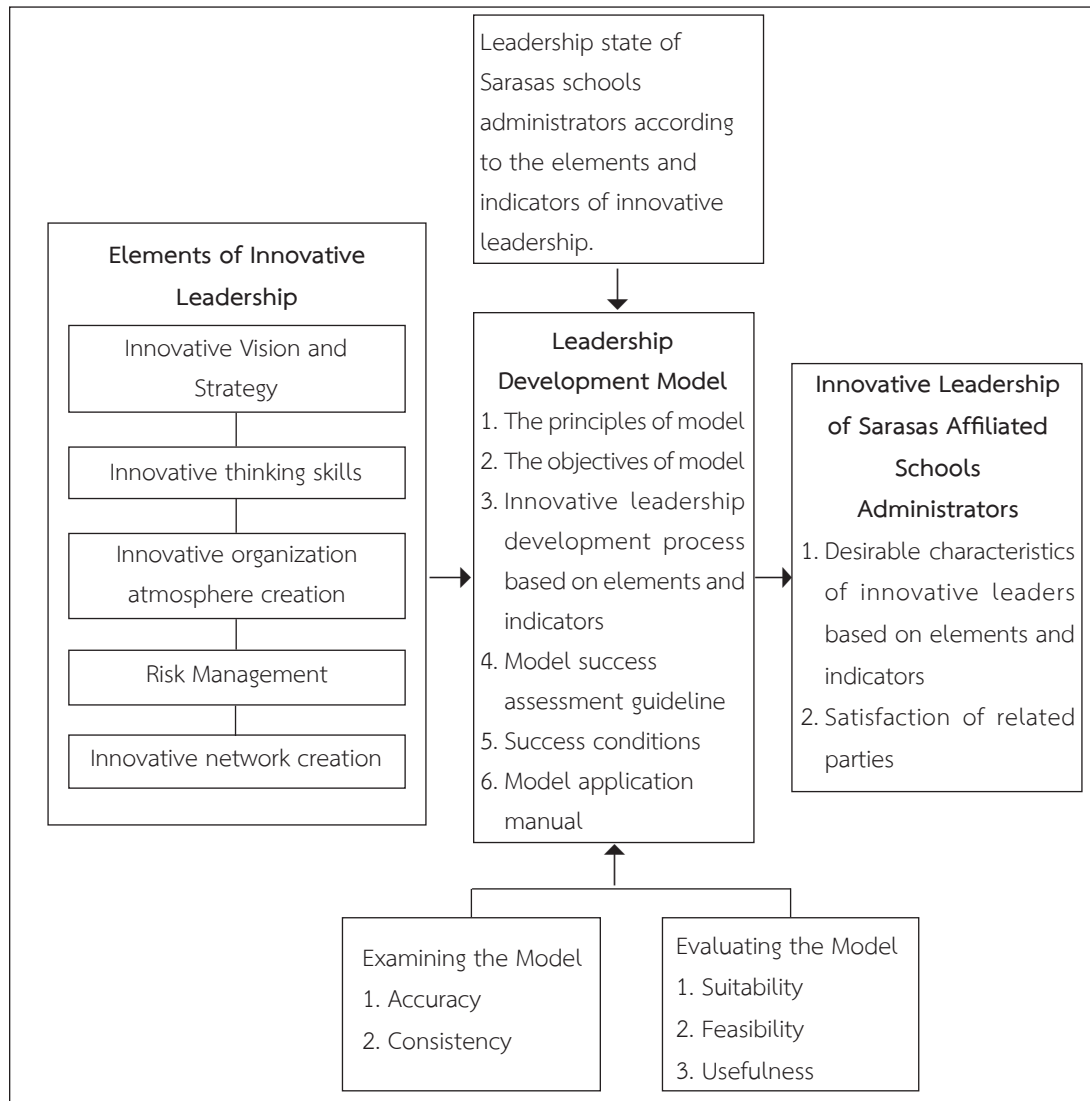 Leadership state of
Sarasas schools
administrators according
to the elements and
indicators of innovative
leadership.
Elements of Innovative
Leadership
Innovative Vision and
Strategy
Innovative thinking skills
Innovative organization
atmosphere creation
Risk Management
Innovative network creation
Leadership
Development Model
1. The principles of model
2. The objectives of model
3. Innovative leadership
development process
based on elements and
indicators
4. Model success
assessment guideline
5. Success conditions
6. Model application
manual
Innovative Leadership
of Sarasas Affiliated
Schools
Administrators
1. Desirable characteristics
of innovative leaders
based on elements and
indicators
2. Satisfaction of related
parties
Examining the Model
1. Accuracy
2. Consistency
Evaluating the Model
1. Suitability
2. Feasibility
3. Usefulness